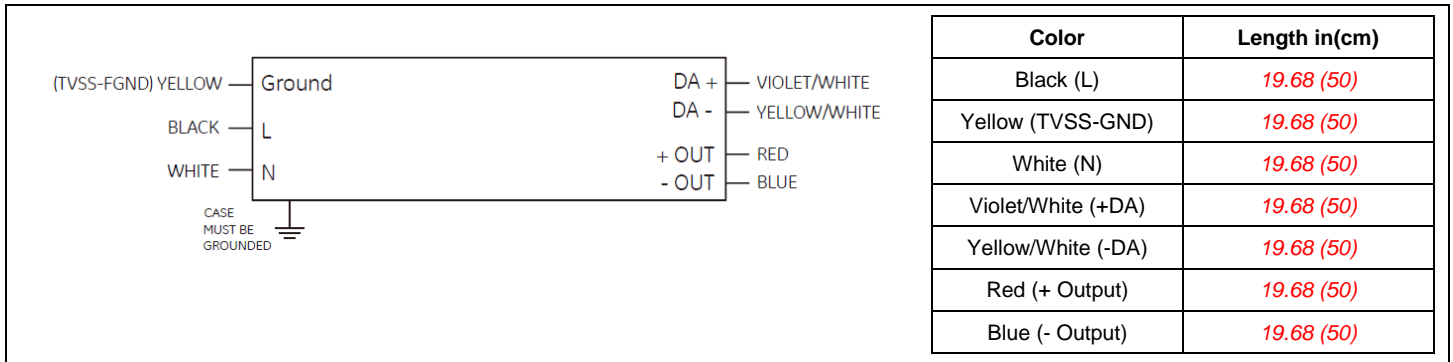 (TVSS-FGND) YELLOW
Ground
BLACK
L
WHITE
N
CASE
MUST BE
GROUNDED
DA + VIOLET/WHITE
DA - YELLOW/WHITE
+ OUT RED
- OUT BLUE
Color Length in(cm)
Black (L) 19.68 (50)
Yellow (TVSS-GND) 19.68 (50)
White (N) 19.68 (50)
Violet/White (+DA) 19.68 (50)
Yellow/White (-DA) 19.68 (50)
Red (+ Output) 19.68 (50)
Blue (- Output) 19.68 (50)